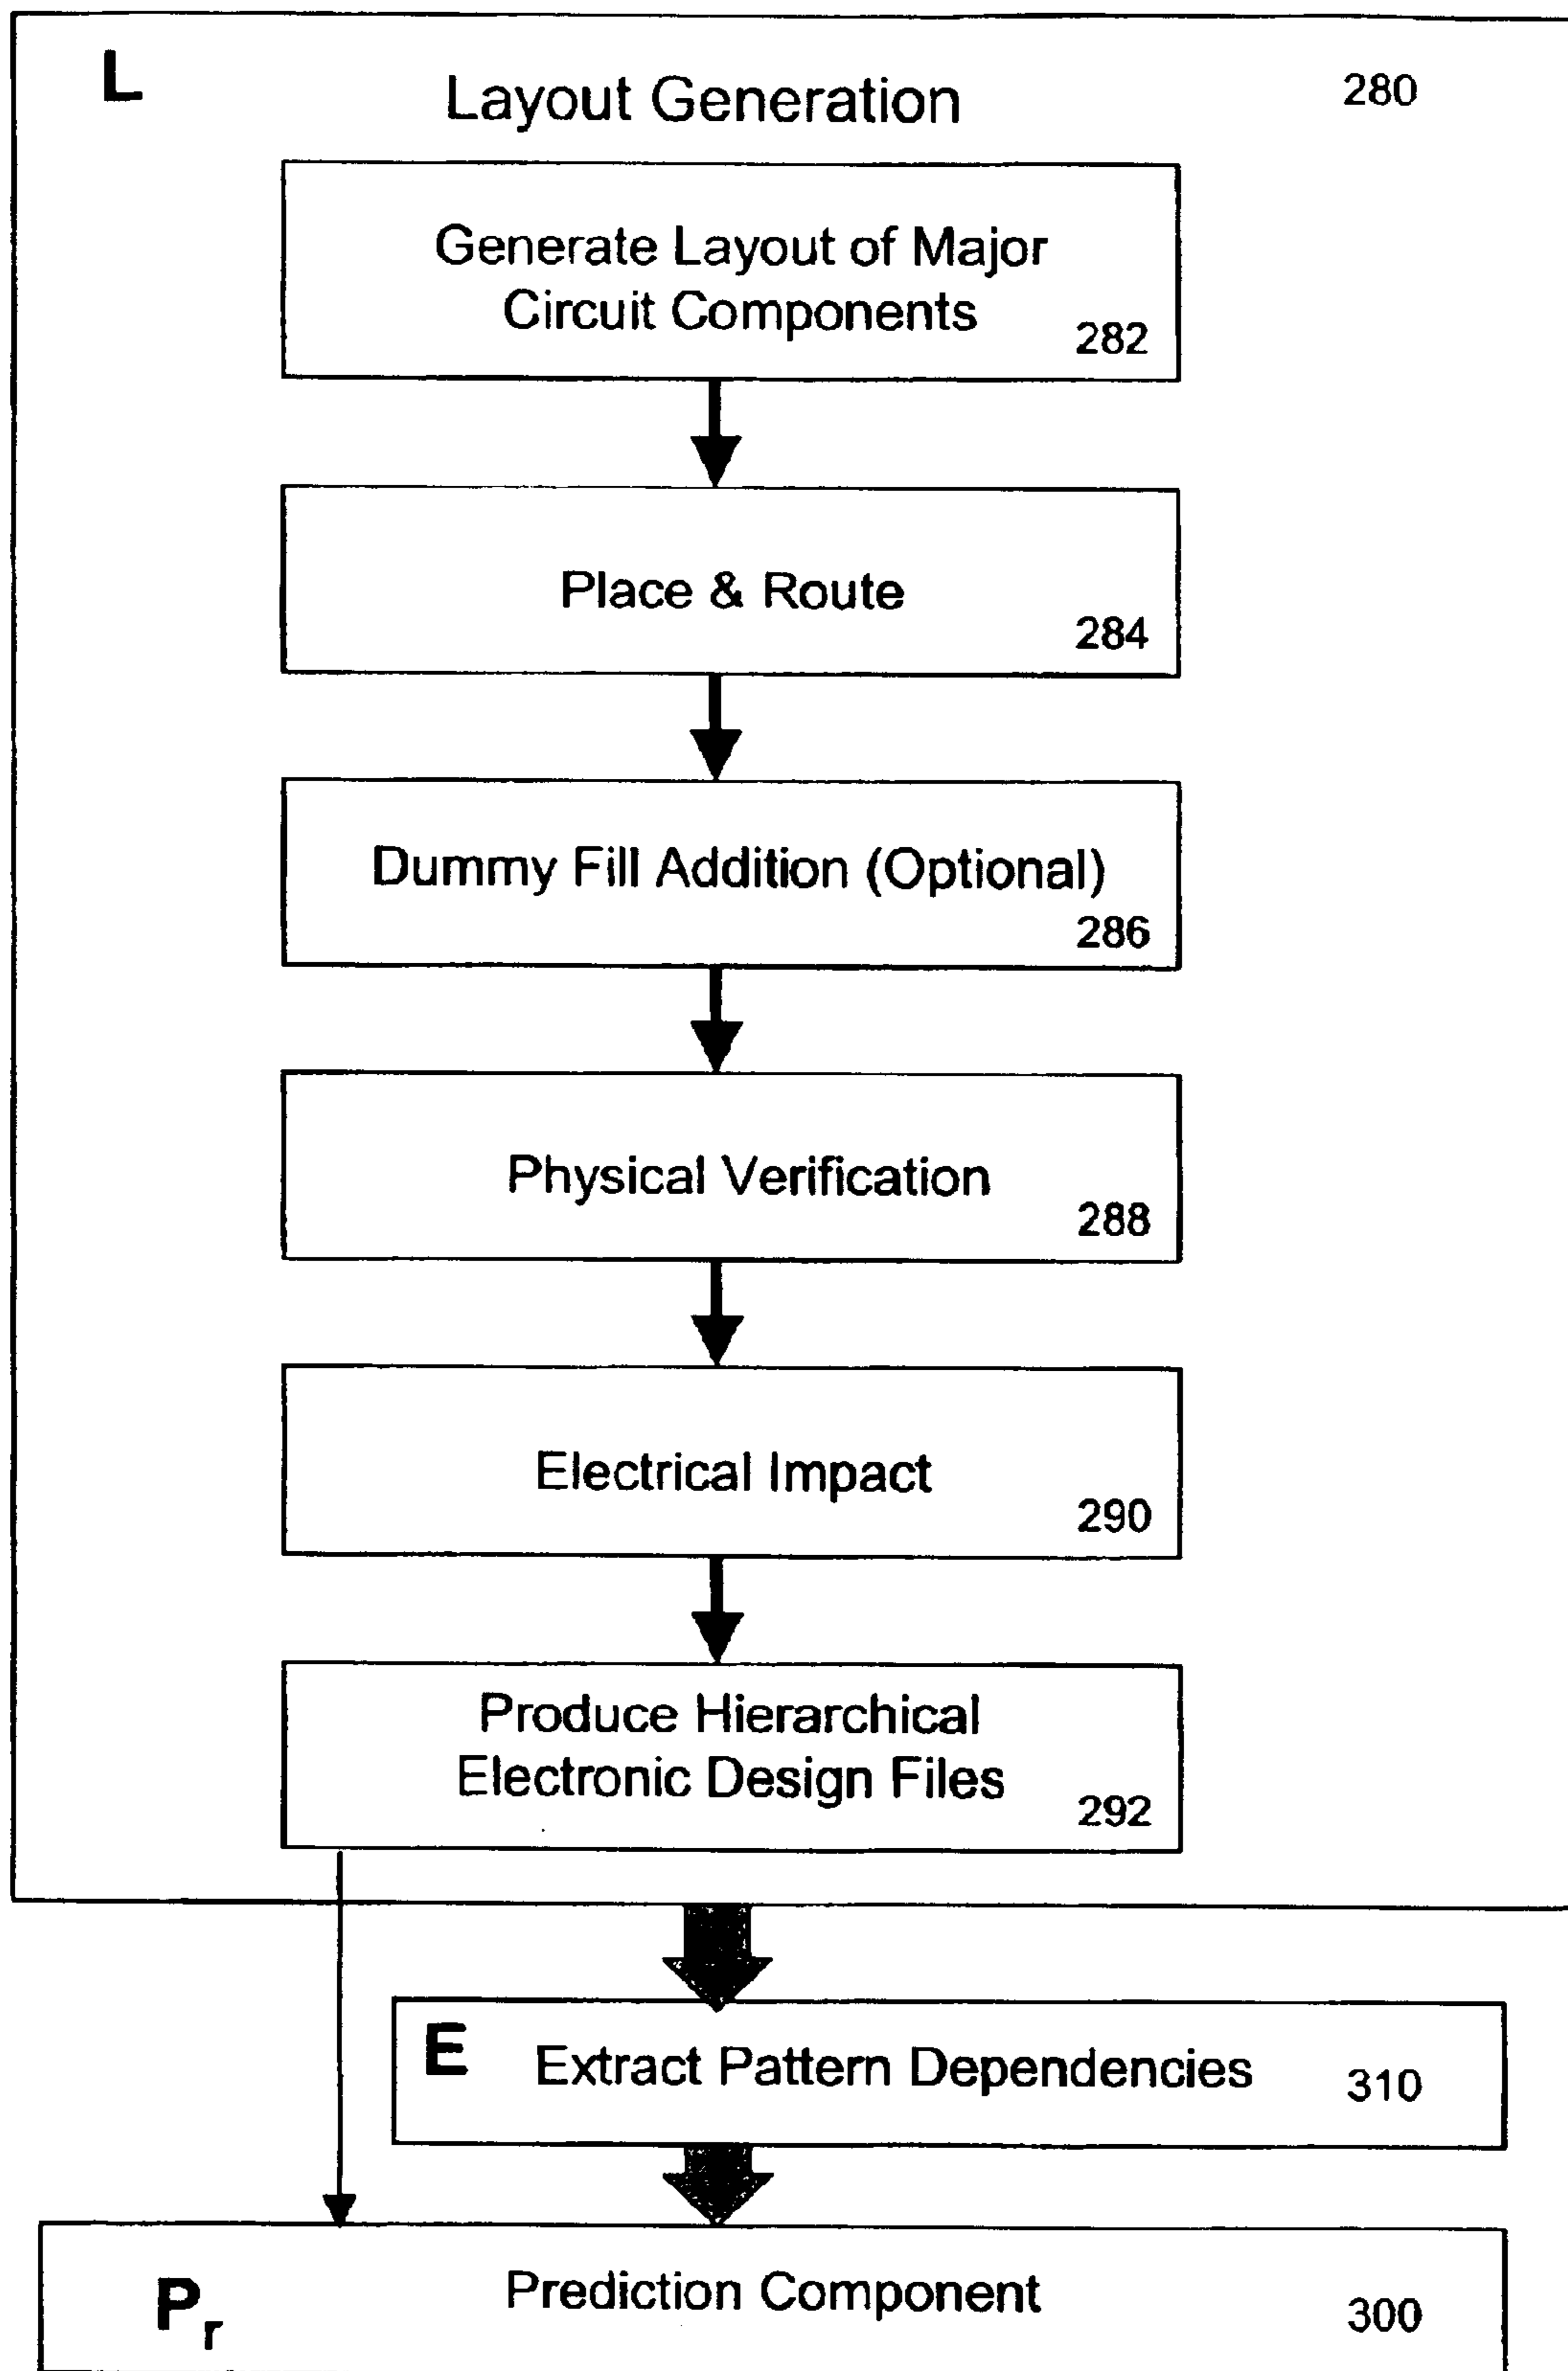 L
Layout Generation
280
Generate Layout of Major
Circuit Components
282
Place & Route
284
Dummy Fill Addition (Optional)
286
Physical Verification
288
Electrical Impact
290
Produce Hierarchical
Electronic Design Files
292
E
Extract Pattern Dependencies
310
Pr
Prediction Component
300